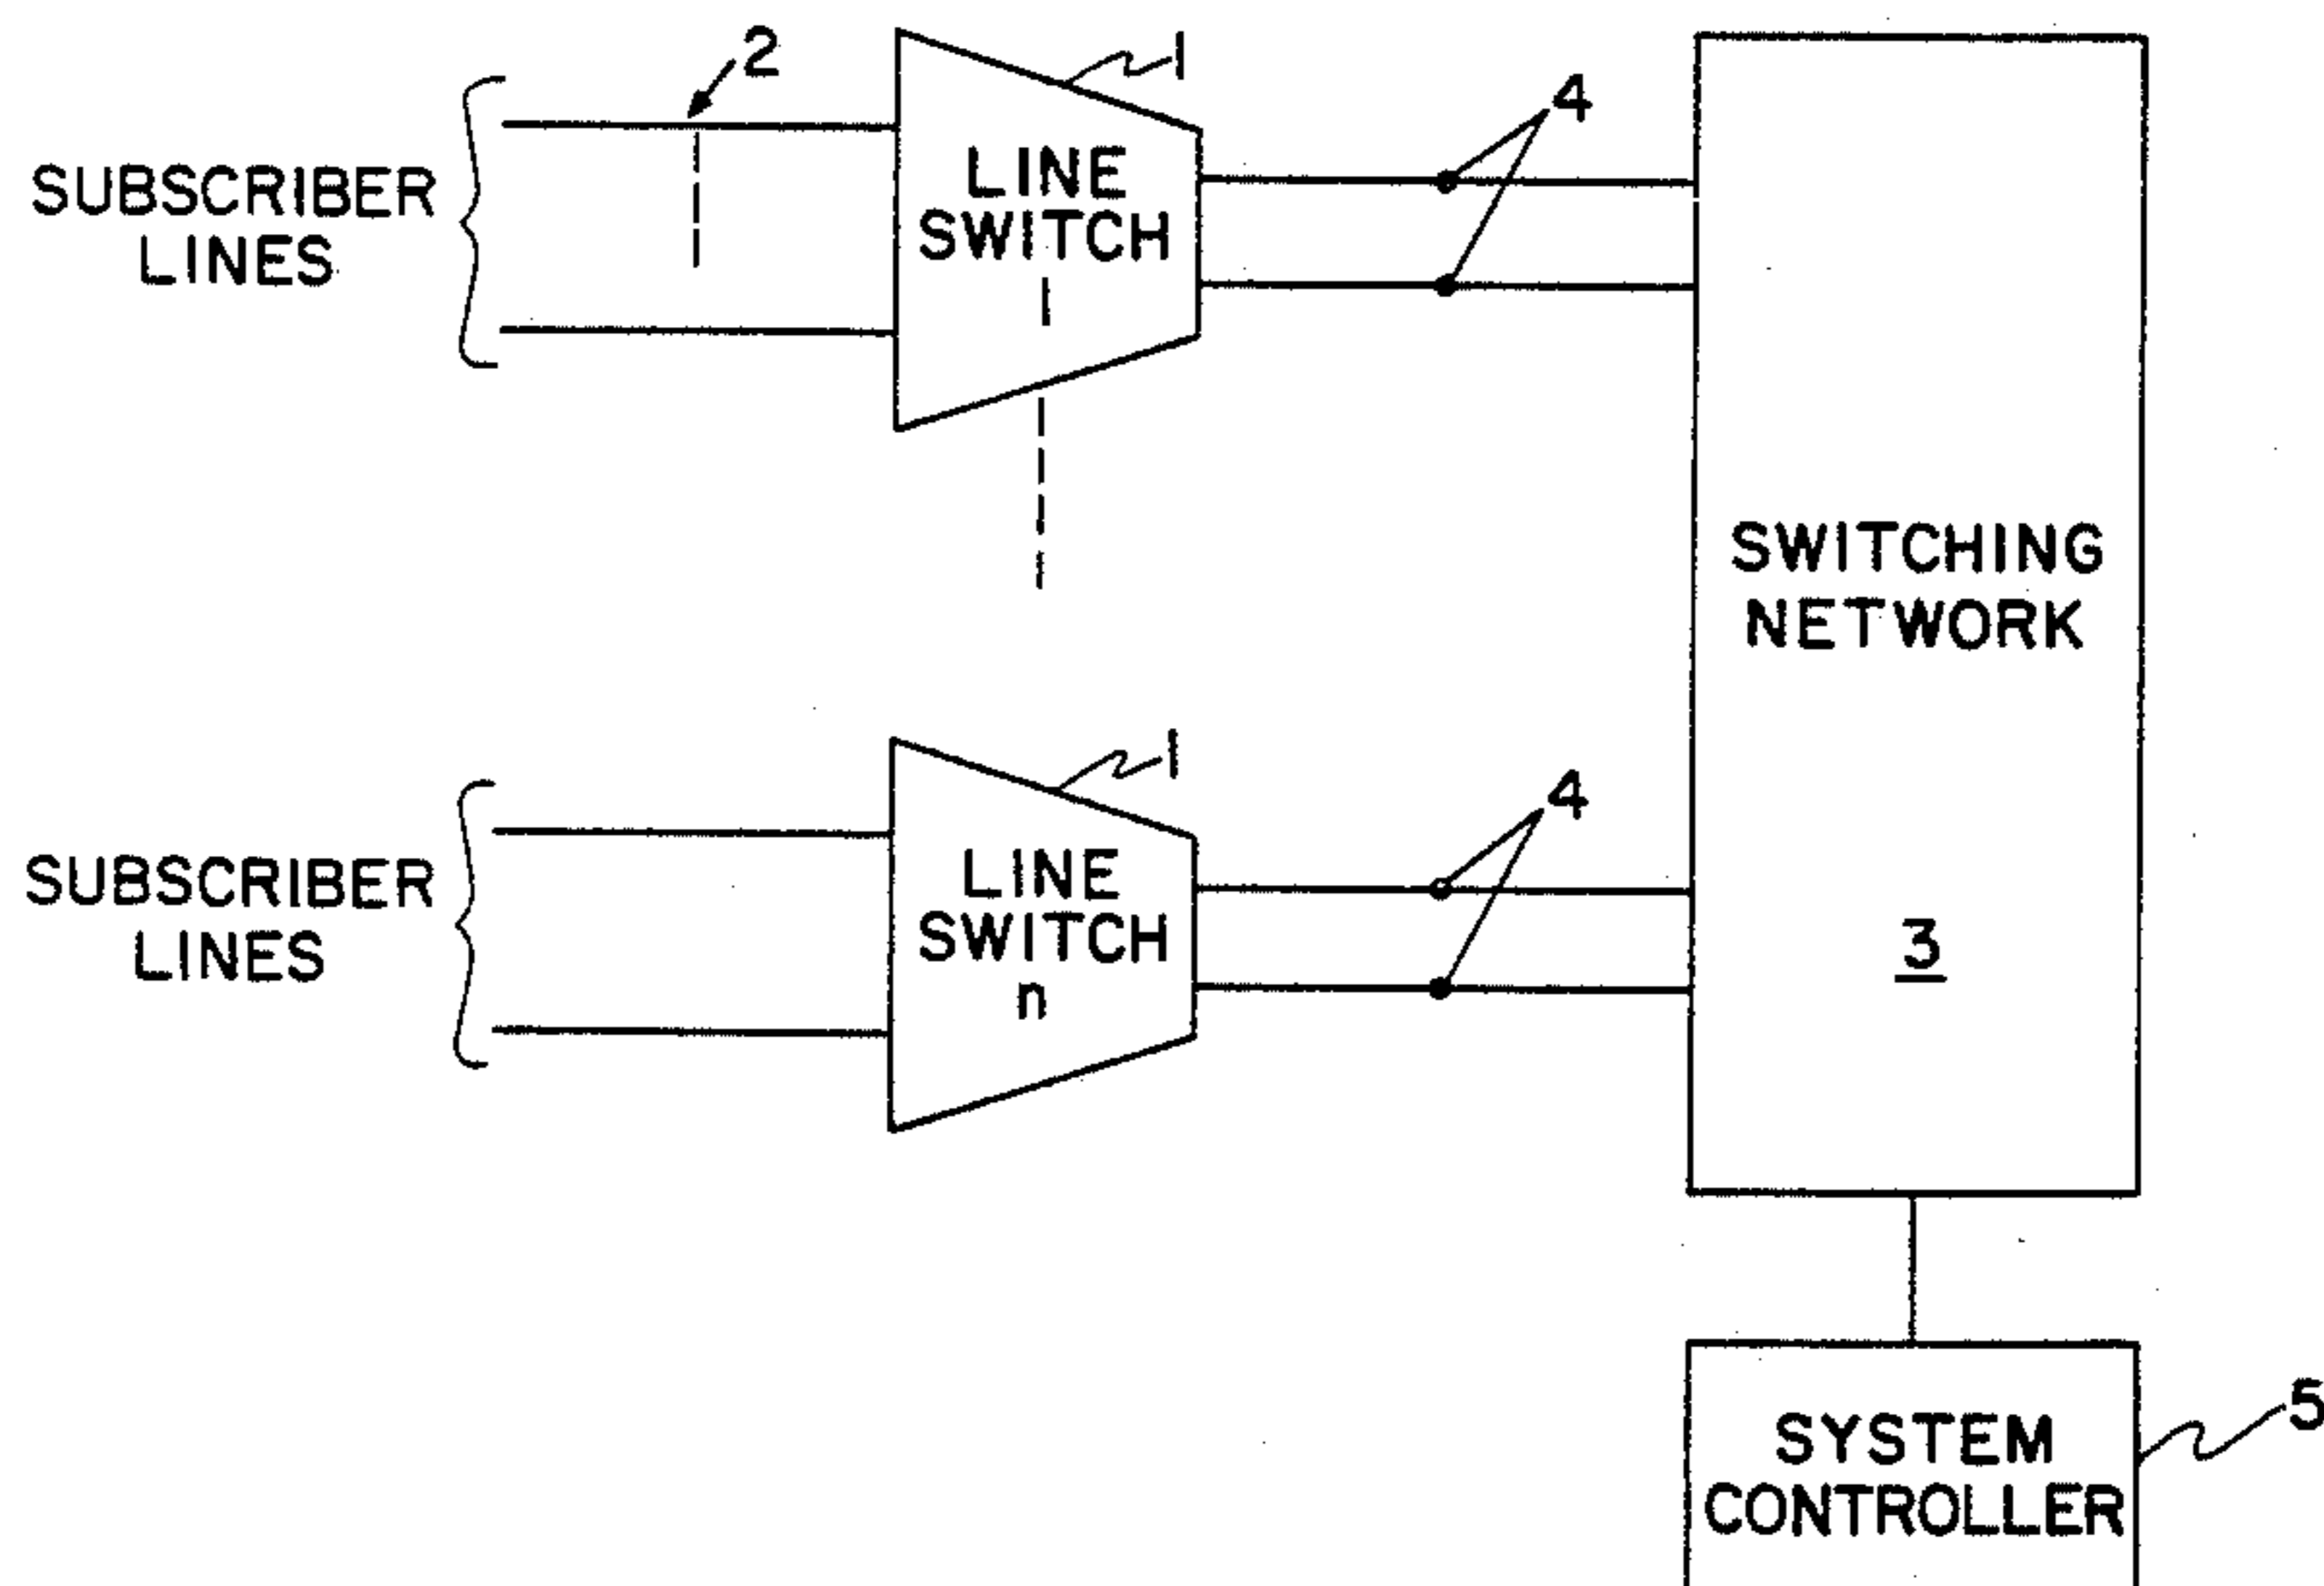 2
1
4
SUBSCRIBER
LINES
LINE
SWITCH
1
SWITCHING
NETWORK
1
4
SUBSCRIBER
LINES
LINE
SWITCH
n
3
5
SYSTEM
CONTROLLER